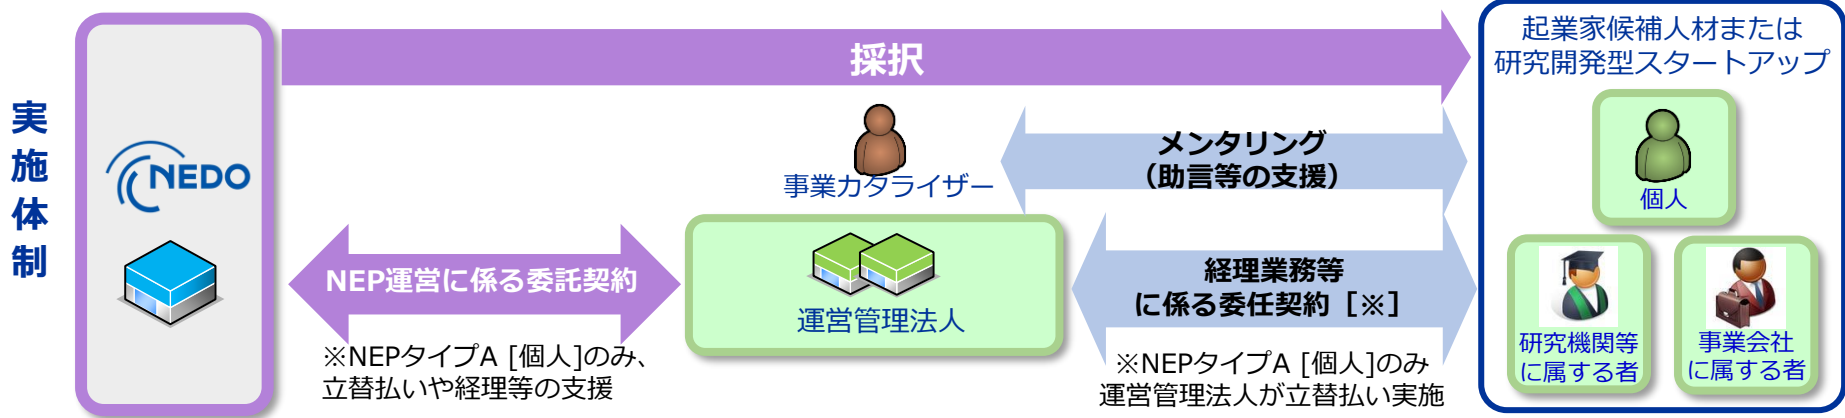 実施体制
NEDO
採択
事業カタライザー
メンタリング
（助言等の支援）
NEP運営に係る委託契約
※NEPタイプA [個人]のみ、
立替払いや経理等の支援
運営管理法人
経理業務等
に係る委任契約［※］
※NEPタイプA [個人]のみ
運営管理法人が立替払い実施
起業家候補人材または
研究開発型スタートアップ
個人
研究機関等
に属する者
事業会社
に属する者